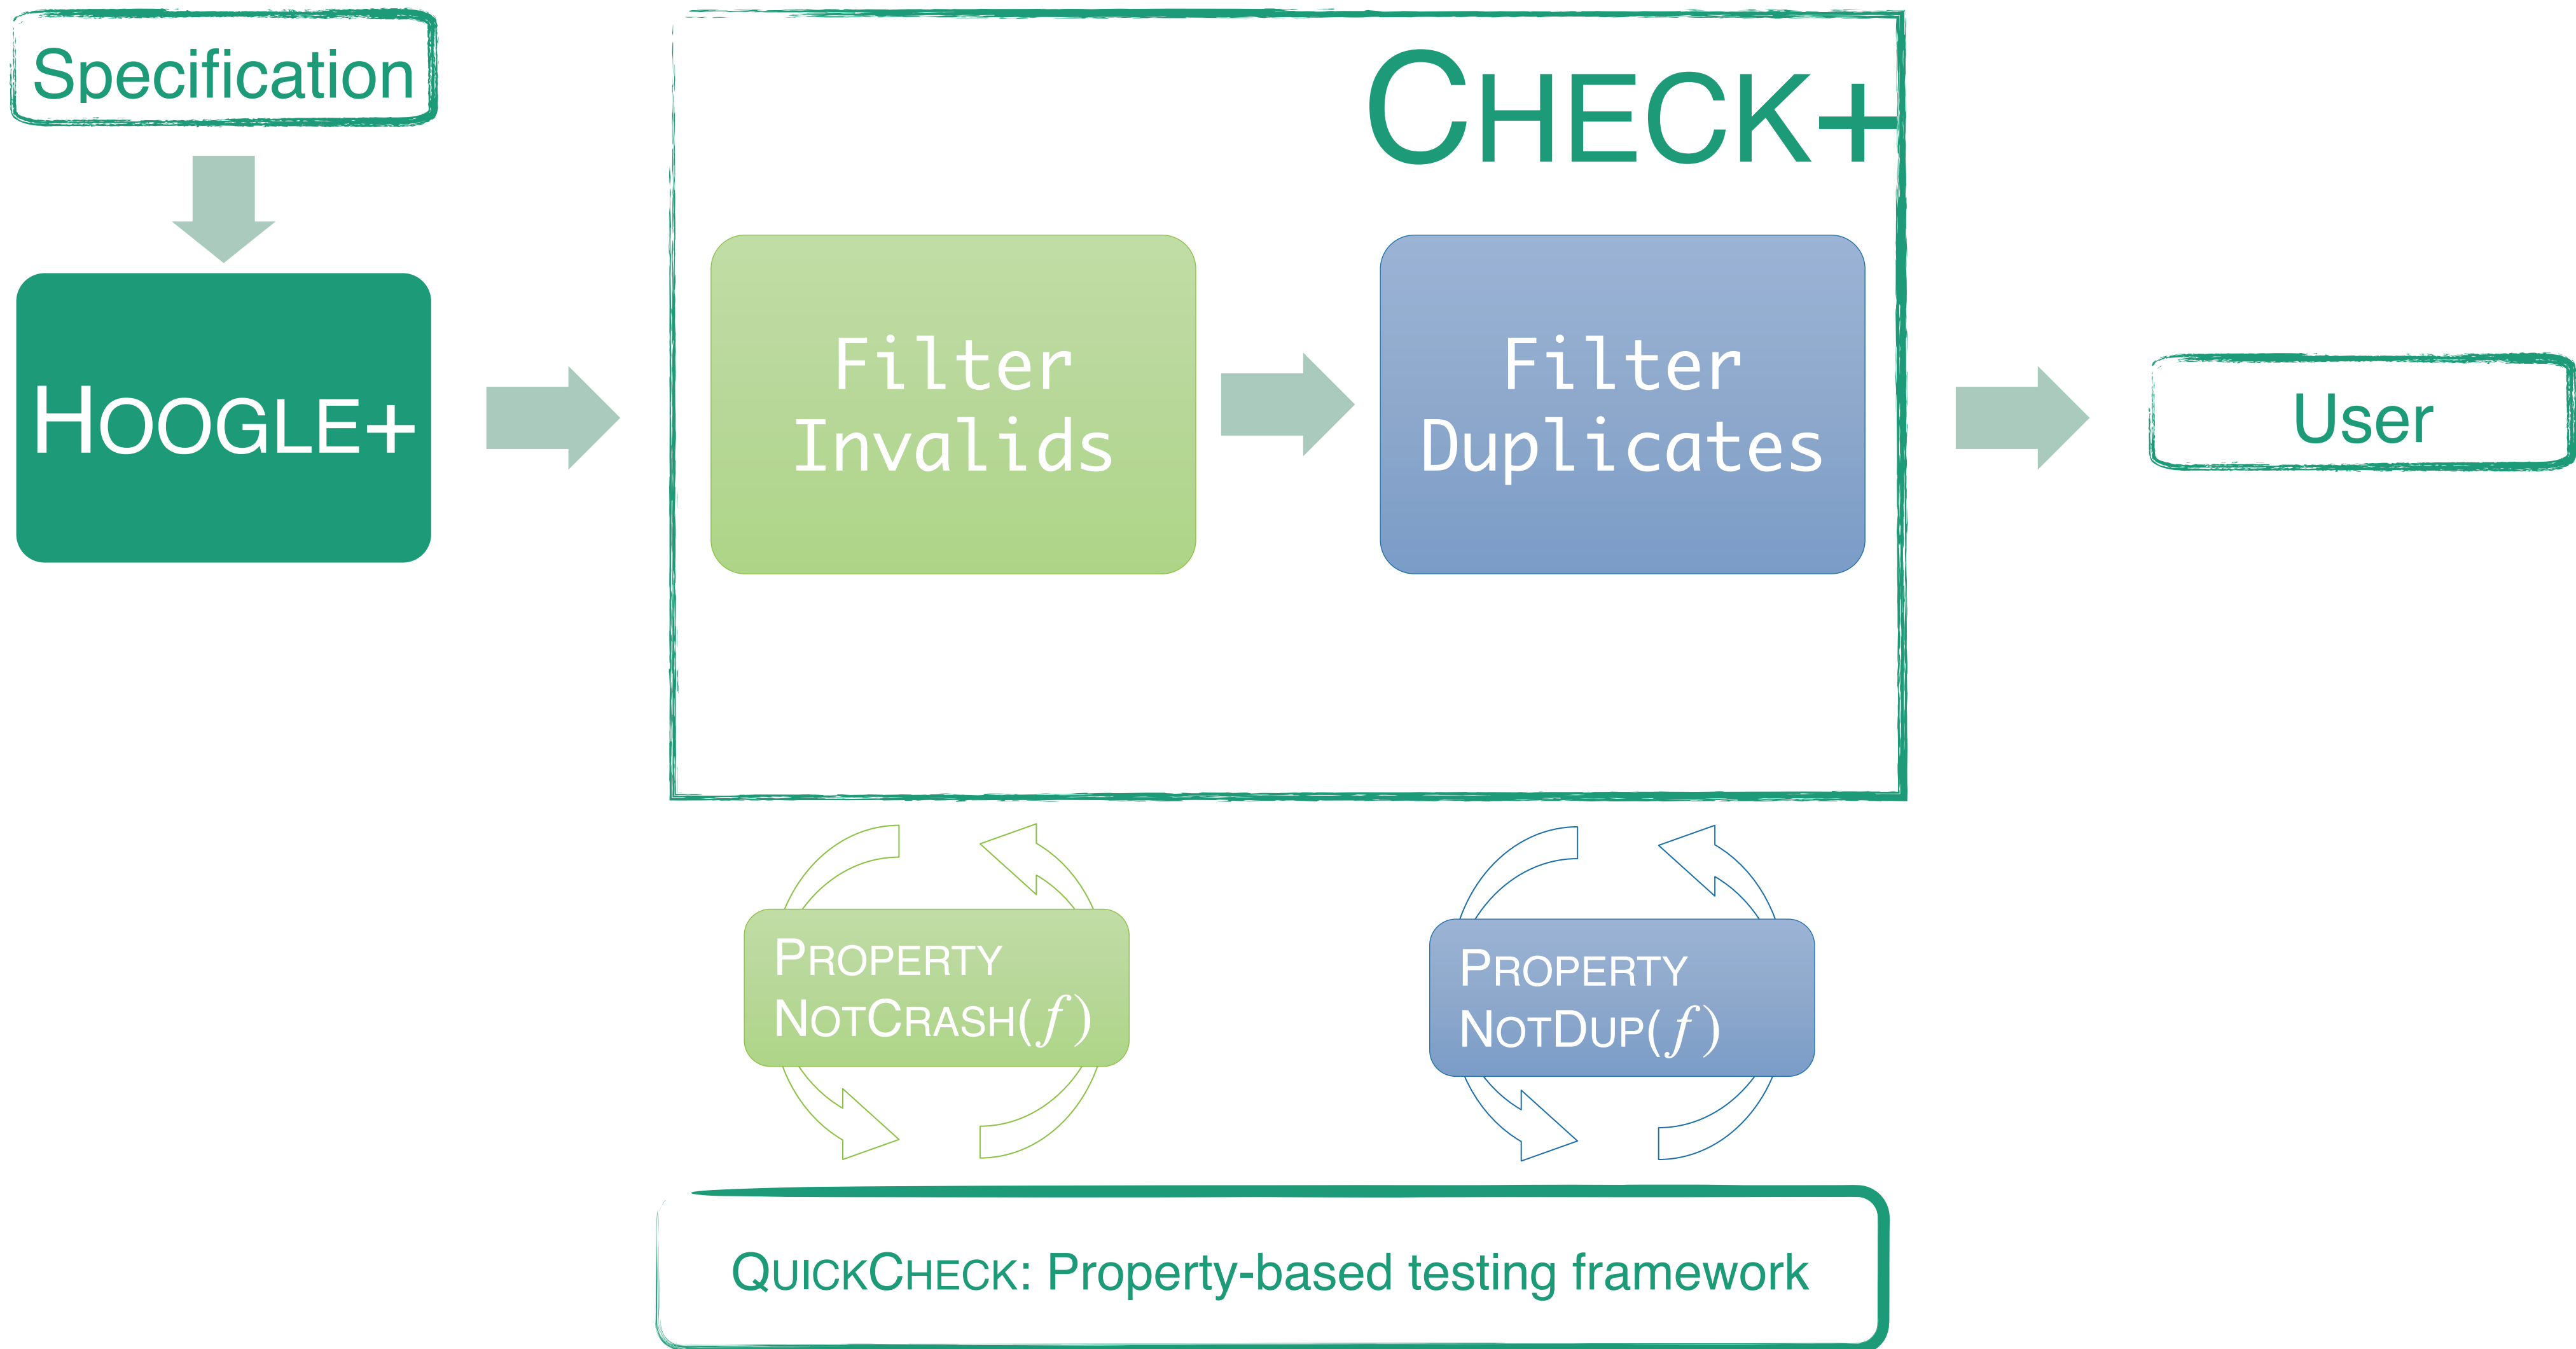 Specification
HOOGLE+
CHECK+
Filter
Invalids
Filter
Duplicates
User
PROPERTY
NOTCRASH(f)
PROPERTY
NOTDUP(f)
QUICKCHECK: Property-based testing framework